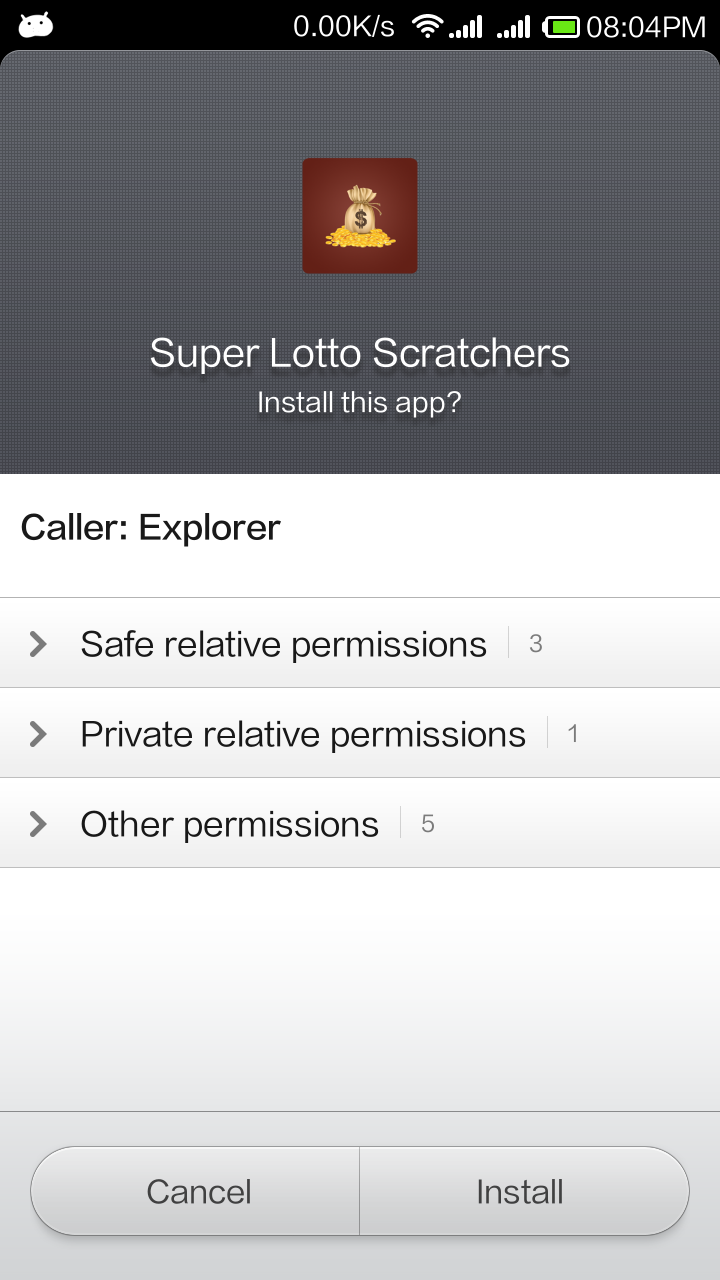 0.00K/s 08:04PM
$
Super Lotto Scratchers
Install this app?
Caller: Explorer
Safe relative permissions 3
Private relative permissions 1
Other permissions 5
Cancel Install